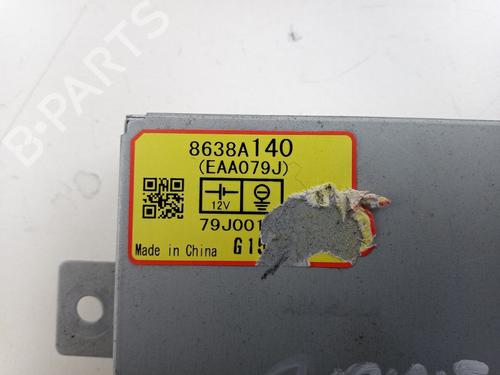 B-PARTS
8638A140
(EAA079J)
12V
79J001
Made in China G15